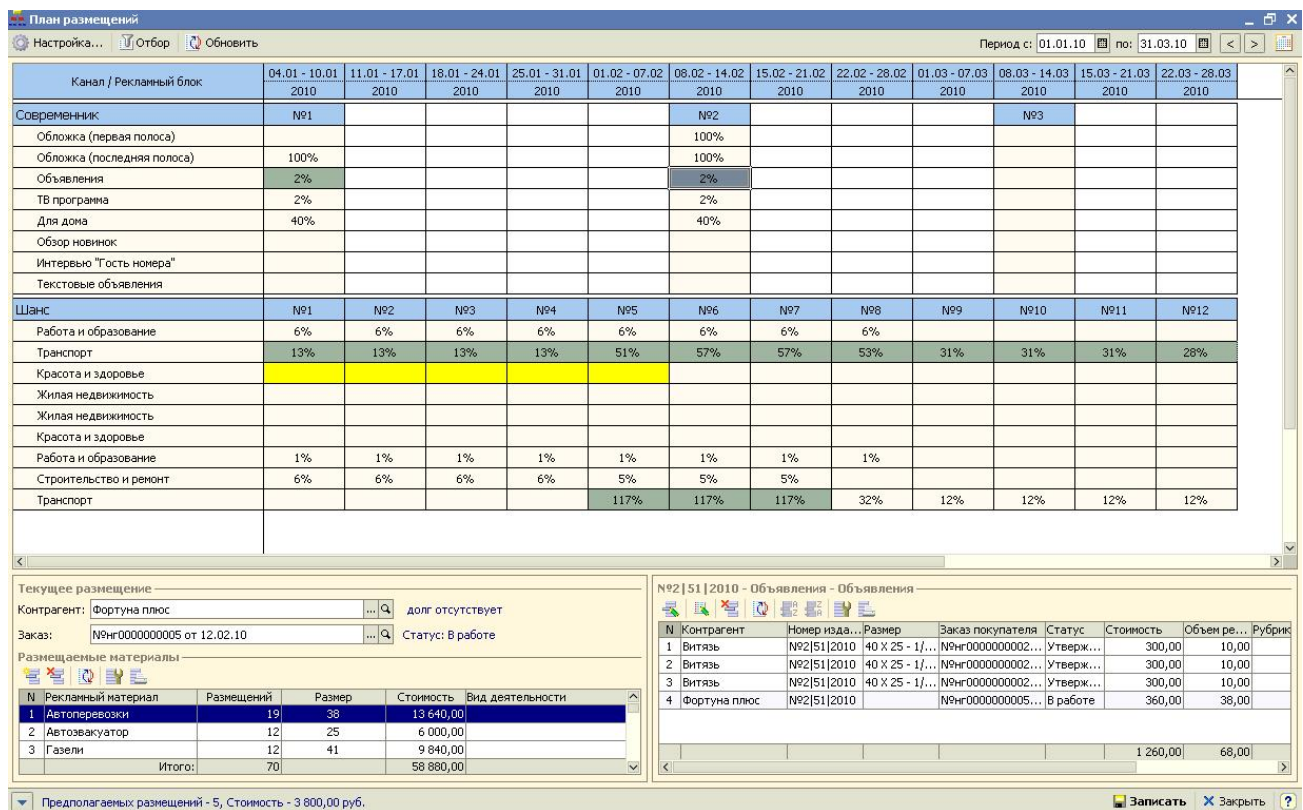 План размещений
Настройка... Отбор Обновить Период с: 01.01.10 по: 31.03.10 < >
Канал / Рекламный блок 04.01 - 10.01 11.01 - 17.01 18.01 - 24.01 25.01 - 31.01 01.02 - 07.02 08.02 - 14.02 15.02 - 21.02 22.02 - 28.02 01.03 - 07.03 08.03 - 14.03 15.03 - 21.03 22.03 - 28.03
2010 2010 2010 2010 2010 2010 2010 2010 2010 2010 2010 2010
Современник №1 №2 №3
Обложка (первая полоса) 100%
Обложка (последняя полоса) 100% 100%
Объявления 2% 2%
ТВ программа 2% 2%
Для дома 40% 40%
Обзор новинок
Интервью "Гость номера"
Текстовые объявления
Шанс №1 №2 №3 №4 №5 №6 №7 №8 №9 №10 №11 №12
Работа и образование 6% 6% 6% 6% 6% 6% 6% 6%
Транспорт 13% 13% 13% 13% 51% 57% 57% 53% 31% 31% 31% 28%
Красота и здоровье
Жилая недвижимость
Жилая недвижимость
Красота и здоровье
Работа и образование 1% 1% 1% 1% 1% 1% 1% 1%
Строительство и ремонт 6% 6% 6% 6% 5% 5% 5%
Транспорт 117% 117% 117% 32% 12% 12% 12% 12%
Текущее размещение
Контрагент: Фортуна плюс ... долг отсутствует
Заказ: №нг0000000005 от 12.02.10 ... Статус: В работе
Размещаемые материалы
N Рекламный материал Размещений Размер Стоимость Вид деятельности
1 Автоперевозки 19 38 13 640,00
2 Автоэвакуатор 12 25 6 000,00
3 Газели 12 41 9 840,00
Итого: 70 58 880,00
№2|51|2010 - Объявления - Объявления
N Контрагент Номер изда... Размер Заказ покупателя Статус Стоимость Объем ре... Рубрик
1 Витязь №2|51|2010 40 X 25 - 1/... №нг0000000002... Утверж... 300,00 10,00
2 Витязь №2|51|2010 40 X 25 - 1/... №нг0000000002... Утверж... 300,00 10,00
3 Витязь №2|51|2010 40 X 25 - 1/... №нг0000000002... Утверж... 300,00 10,00
4 Фортуна плюс №2|51|2010 №нг0000000005... В работе 360,00 38,00
1 260,00 68,00
Предполагаемых размещений - 5, Стоимость - 3 800,00 руб. Записать Закрыть ?